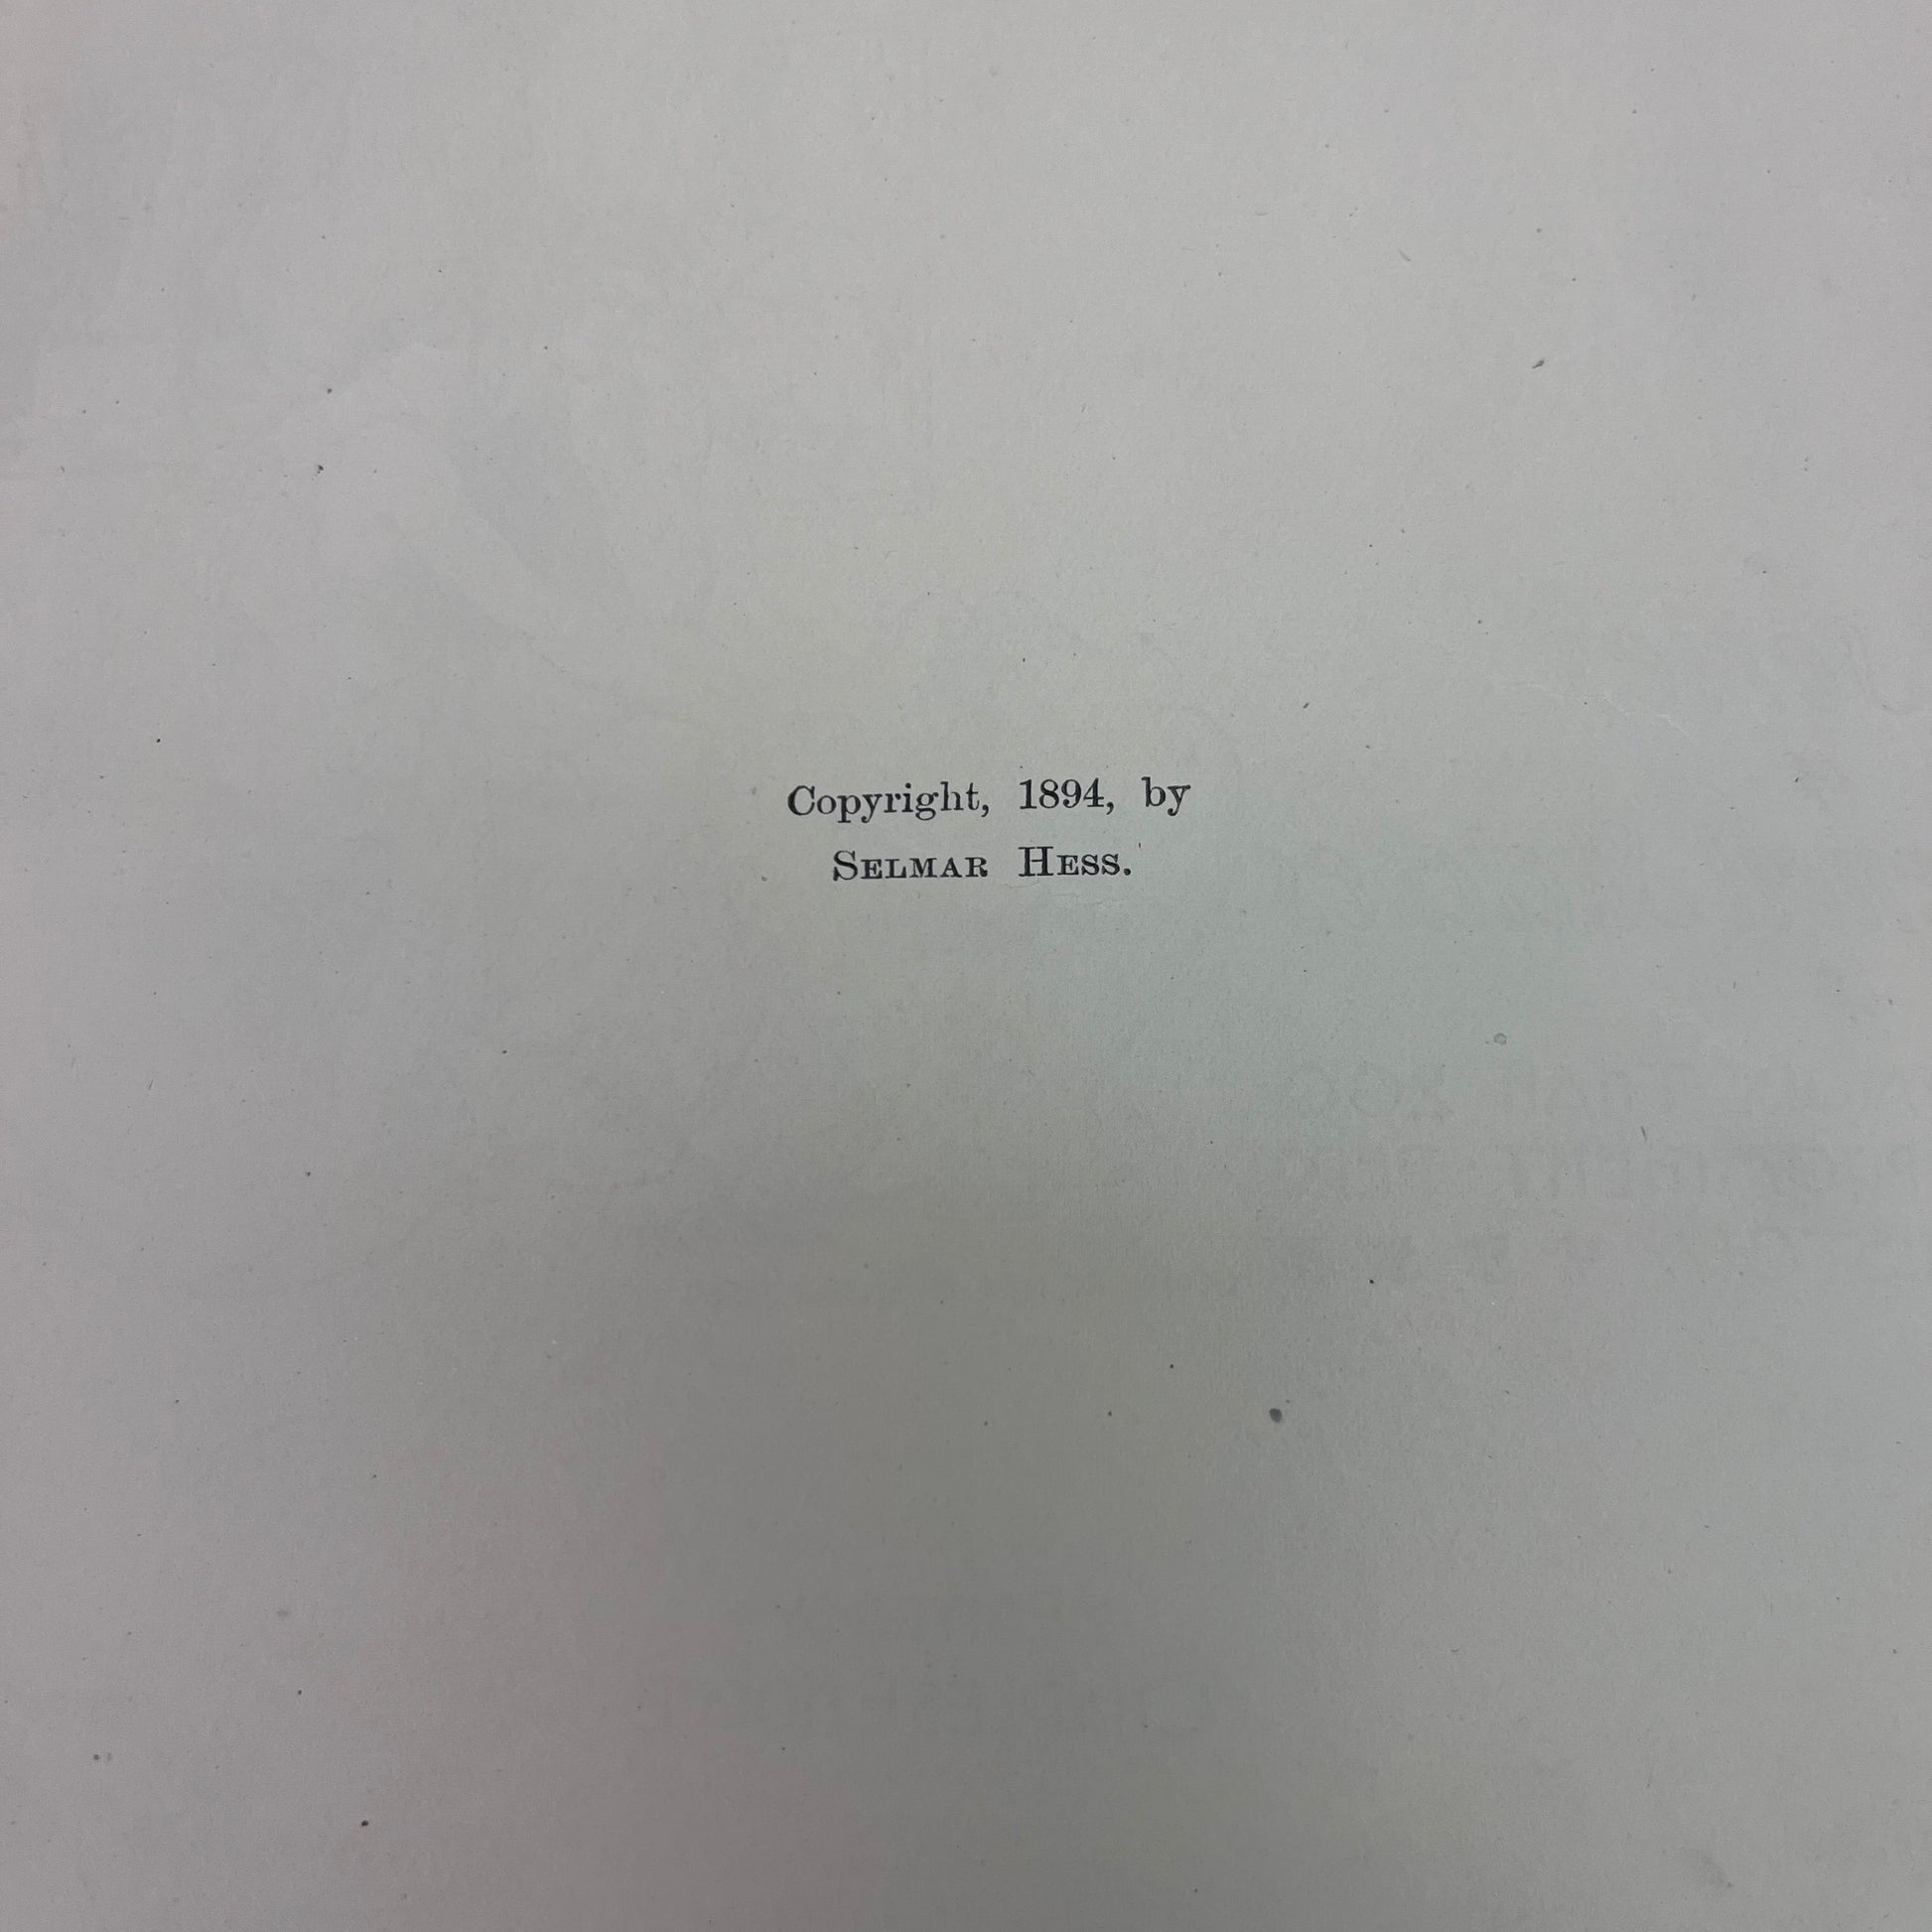 Copyright, 1894, by
Selmar Hess.